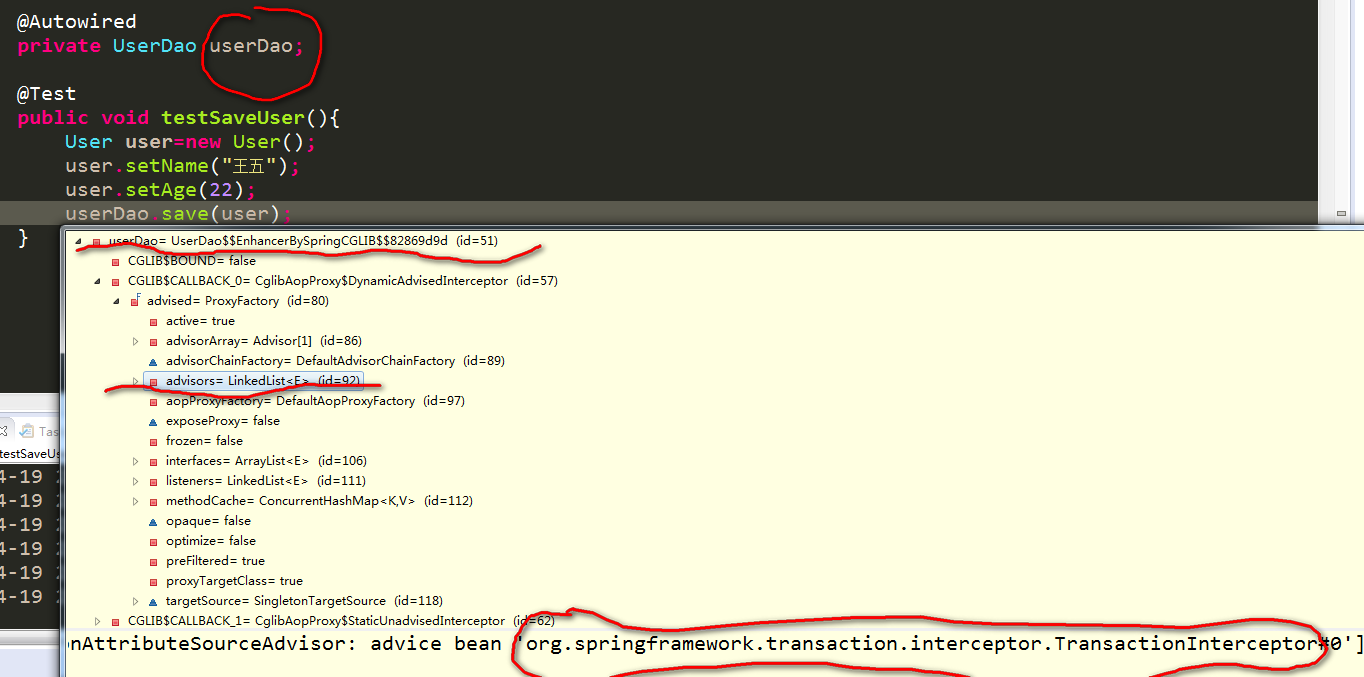 @Autowired
private UserDao userDao;
@Test
public void testSaveUser(){
User user=new User();
user.setName("王五");
user.setAge(22);
userDao.save(user);
}
userDao= UserDao$$EnhancerBySpringCGLIB$$82869d9d (id=51)
CGLIB$BOUND= false
CGLIB$CALLBACK_0= CglibAopProxy$DynamicAdvisedInterceptor (id=57)
advised= ProxyFactory (id=80)
active= true
advisorArray= Advisor[1] (id=86)
advisorChainFactory= DefaultAdvisorChainFactory (id=89)
advisors= LinkedList<E> (id=92)
aopProxyFactory= DefaultAopProxyFactory (id=97)
exposeProxy= false
frozen= false
interfaces= ArrayList<E> (id=106)
listeners= LinkedList<E> (id=111)
methodCache= ConcurrentHashMap<K,V> (id=112)
opaque= false
optimize= false
preFiltered= true
proxyTargetClass= true
targetSource= SingletonTargetSource (id=118)
CGLIB$CALLBACK_1= CglibAopProxy$StaticUnadvisedInterceptor (id=62)
onAttributeSourceAdvisor: advice bean 'org.springframework.transaction.interceptor.TransactionInterceptor#0']
Tas
testSaveUs
4-19
4-19
4-19
4-19
4-19
4-19